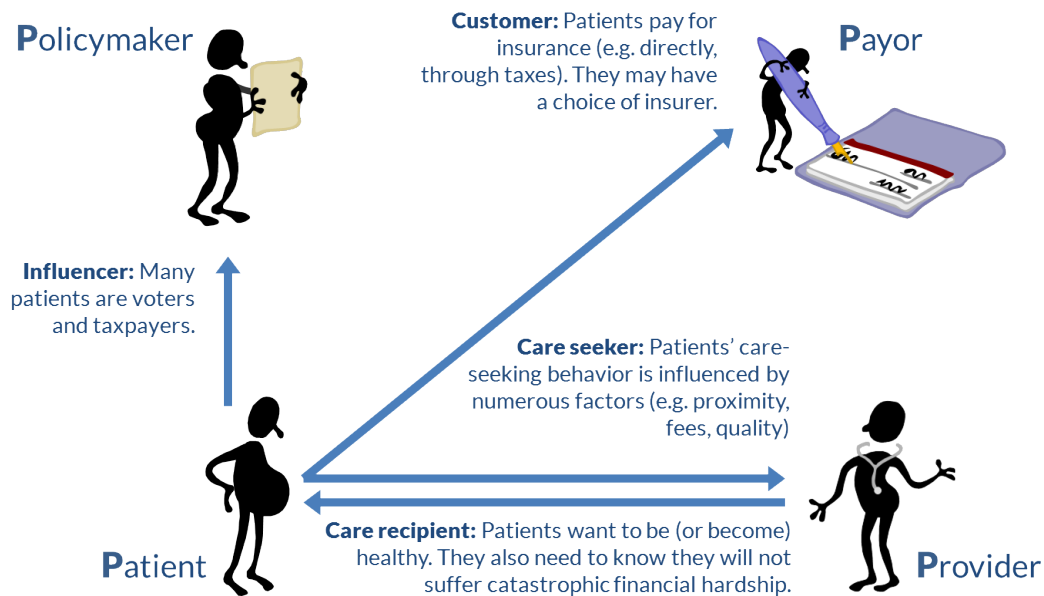 Policymaker
Customer: Patients pay for
insurance (e.g. directly,
through taxes). They may have
a choice of insurer.
Payor
Influencer: Many
patients are voters
and taxpayers.
Care seeker: Patients’ care-
seeking behavior is influenced by
numerous factors (e.g. proximity,
fees, quality)
Care recipient: Patients want to be (or become)
healthy. They also need to know they will not
suffer catastrophic financial hardship.
Patient
Provider